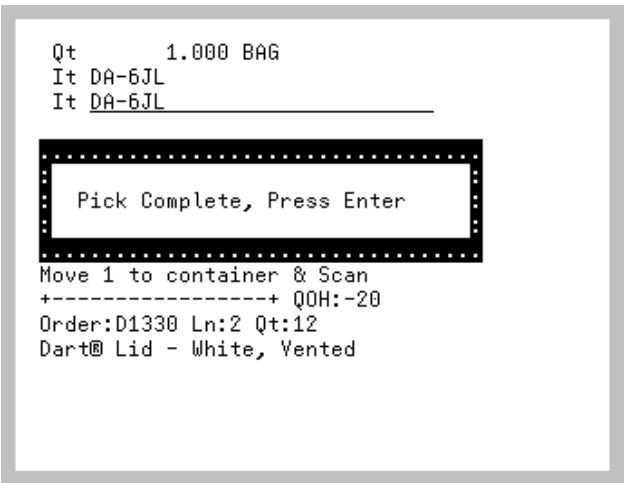 Qt 1.000 BAG
It DA-6JL
It DA-6JL
Pick Complete, Press Enter
Move 1 to container & Scan
+-----------------+ QOH:-20
Order:D1330 Ln:2 Qt:12
Dart® Lid - White, Vented